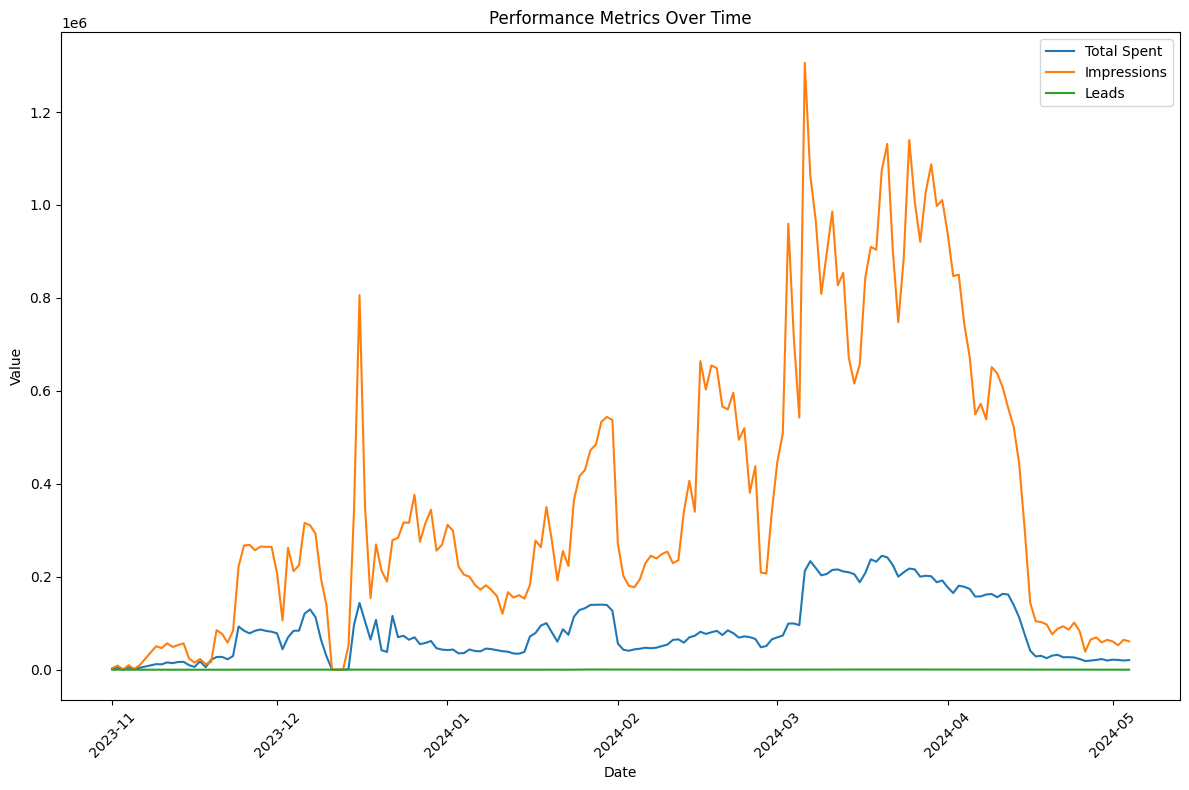 Performance Metrics Over Time
1e6
Total Spent
Impressions
Leads
1.2
1.0
0.8
0.6
0.4
0.2
0.0
Value
2023-11
2023-12
2024-01
2024-02
2024-03
2024-04
2024-05
Date